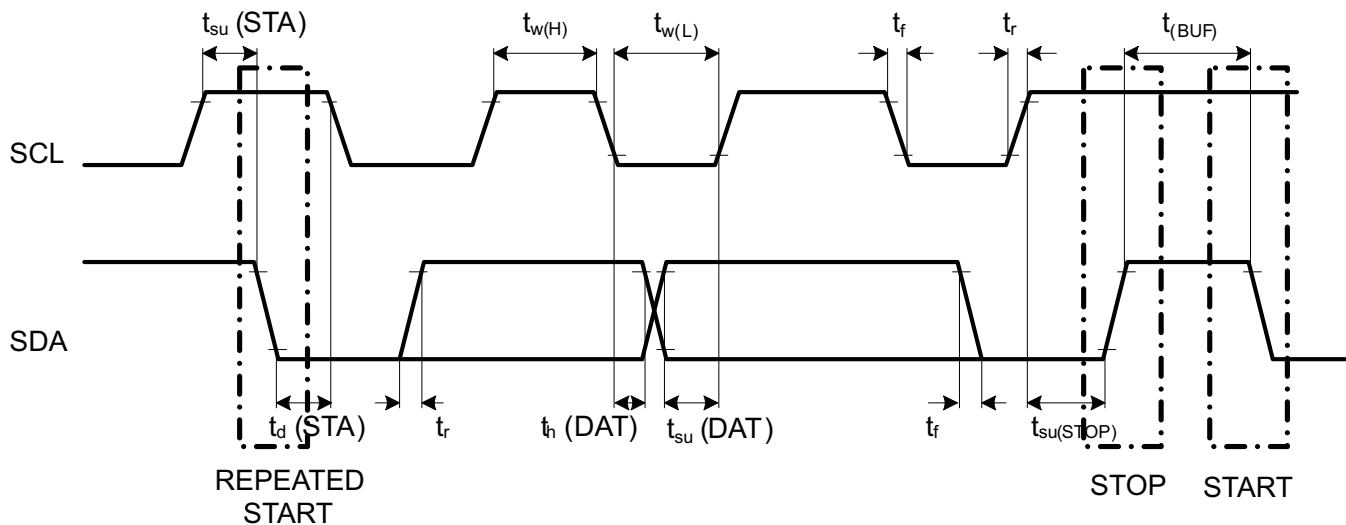 tsu (STA)
tw(H)
tw(L)
tf
tr
t(BUF)
SCL
SDA
td (STA)
tr
th (DAT)
tsu (DAT)
tf
tsu(STOP)
REPEATED
START
STOP
START